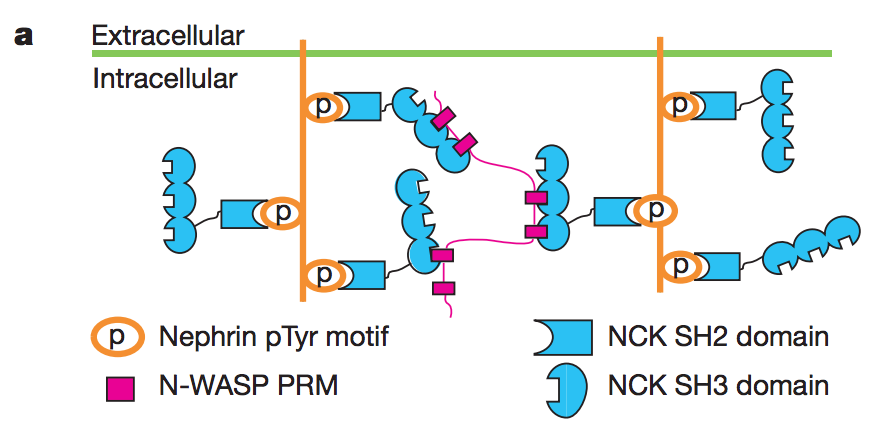 a
Extracellular
Intracellular
p
p
p
p
p
p
p Nephrin pTyr motif
NCK SH2 domain
N-WASP PRM
NCK SH3 domain